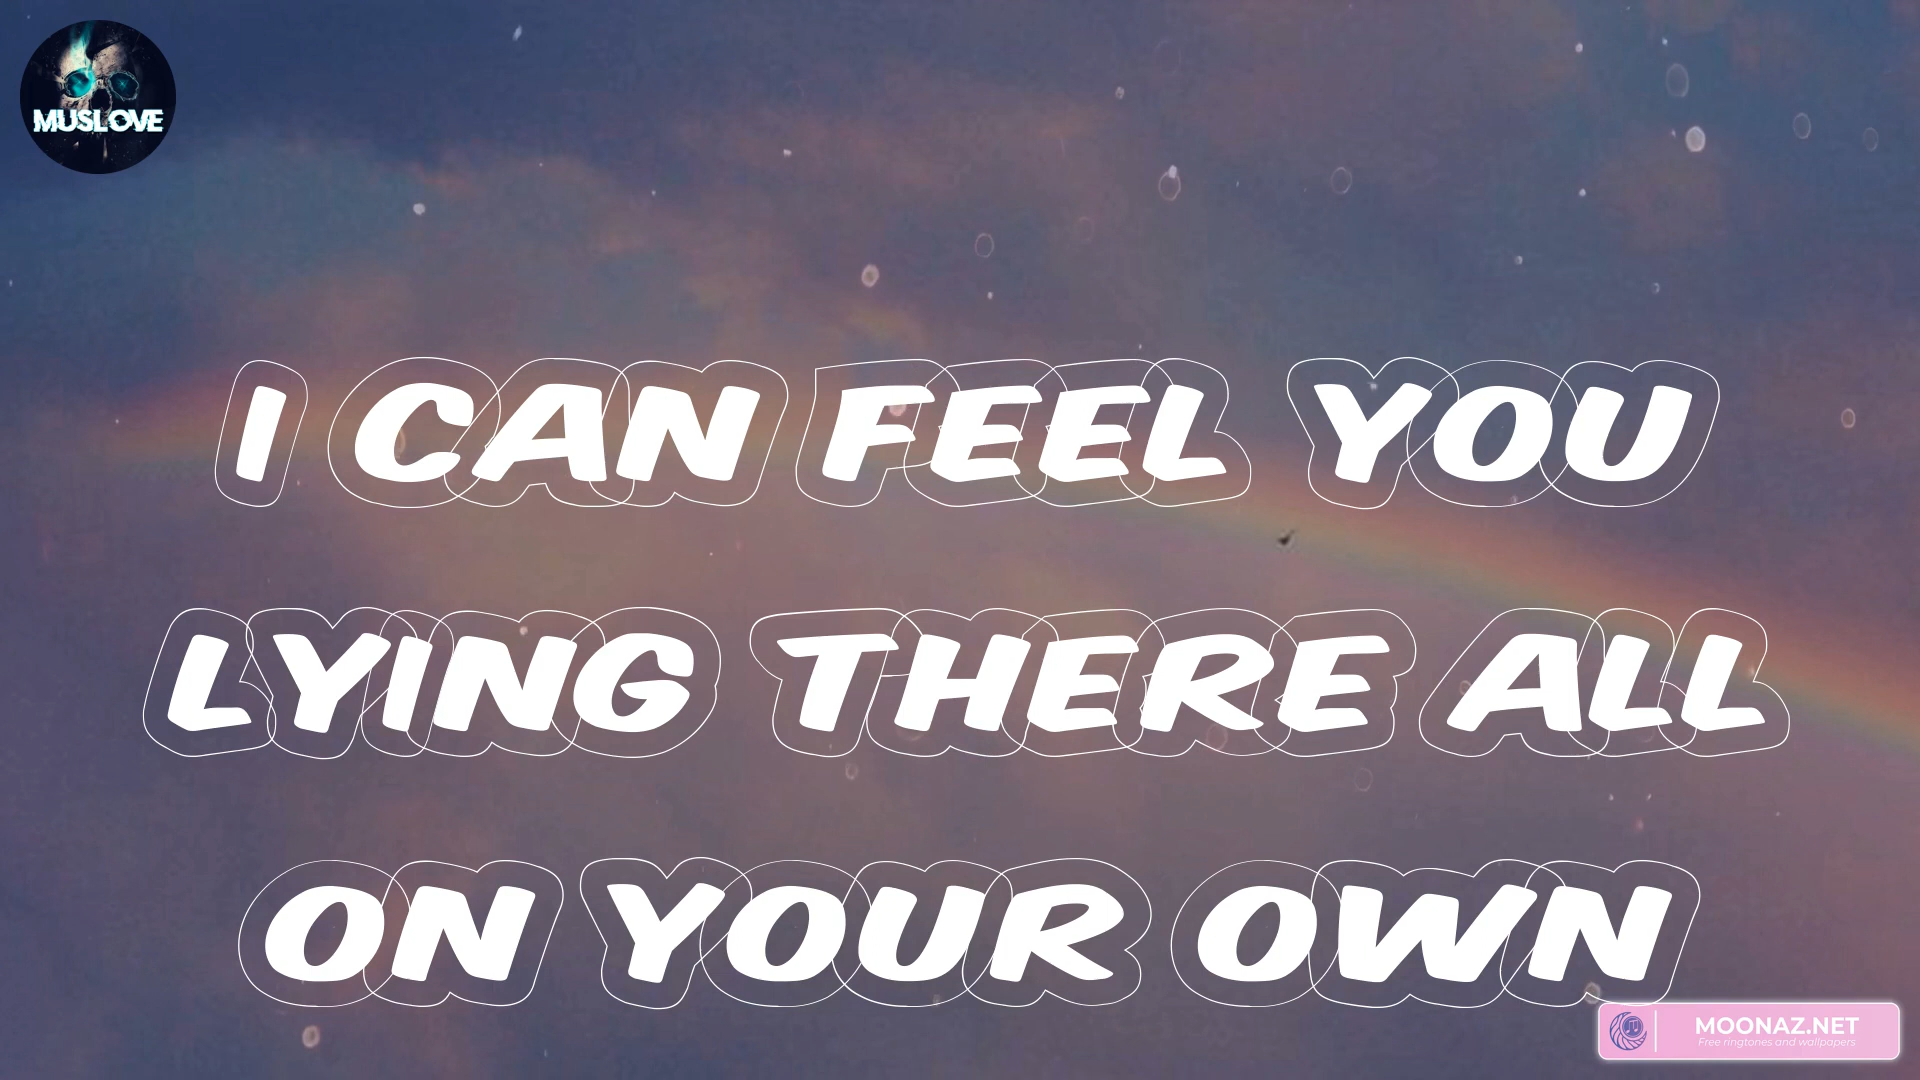 MUSLOVE
I CAN FEEL YOU
LYING THERE ALL
ON YOUR OWN
MOONAZ.NET
Free ringtones and wallpapers